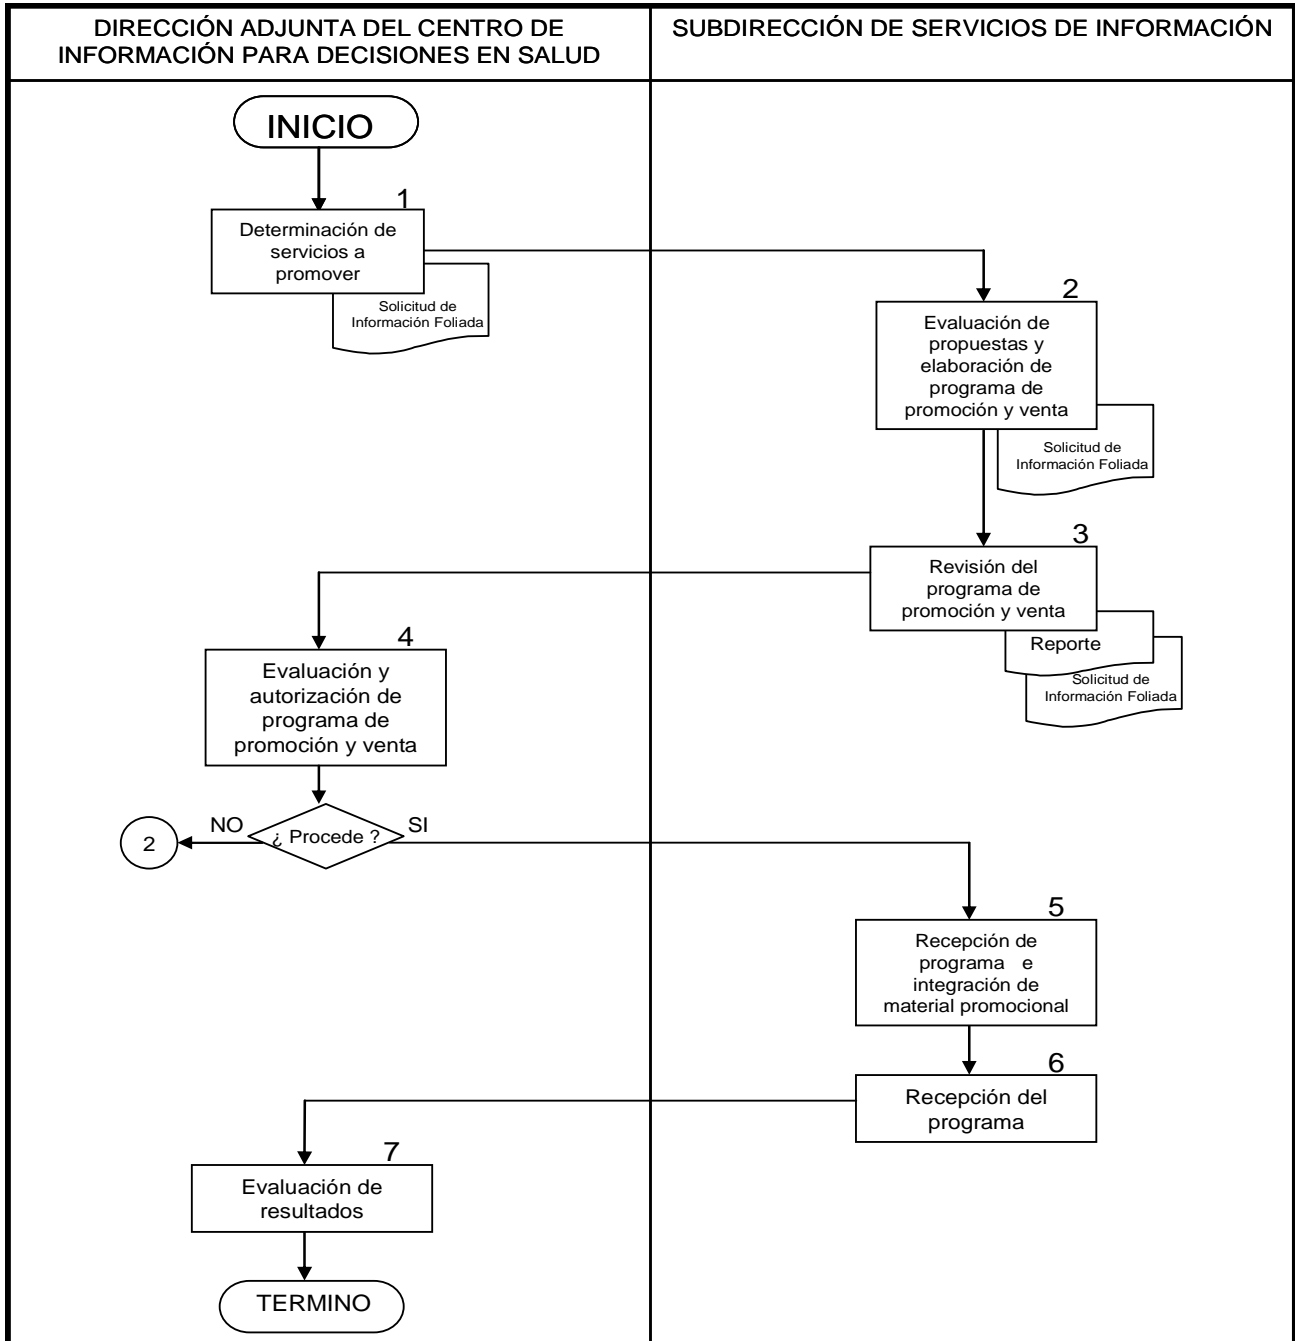 DIRECCIÓN ADJUNTA DEL CENTRO DE
INFORMACIÓN PARA DECISIONES EN SALUD
SUBDIRECCIÓN DE SERVICIOS DE INFORMACIÓN
INICIO
1
Determinación de
servicios a
promover
Solicitud de
Información Foliada
2
Evaluación de
propuestas y
elaboración de
programa de
promoción y venta
Solicitud de
Información Foliada
3
Revisión del
programa de
promoción y venta
Reporte
Solicitud de
Información Foliada
4
Evaluación y
autorización de
programa de
promoción y venta
¿ Procede ?
NO
2
SI
5
Recepción de
programa e
integración de
material promocional
6
Recepción del
programa
7
Evaluación de
resultados
TERMINO